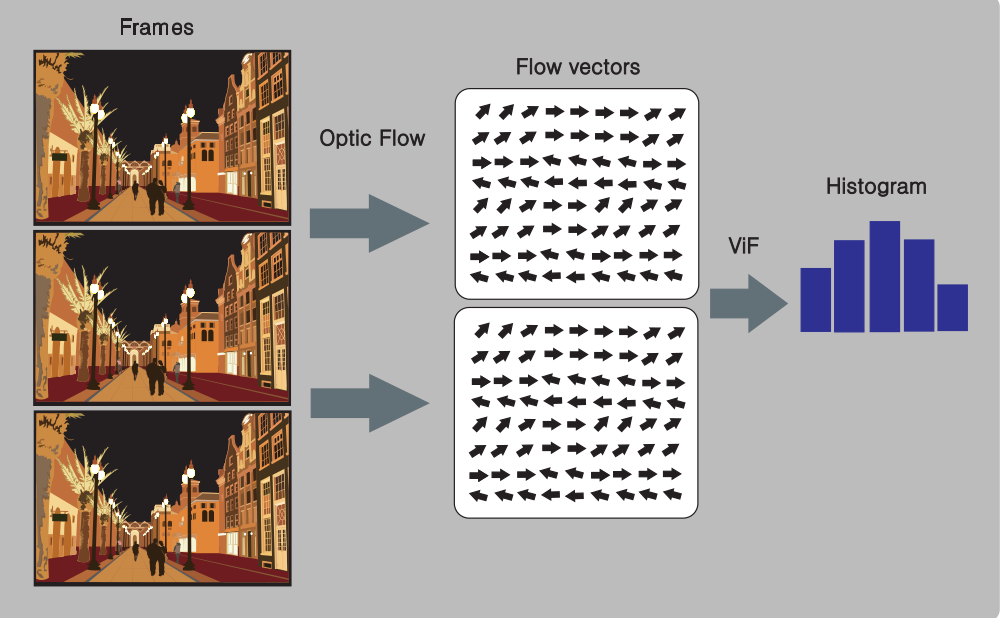 Frames
Optic Flow
Flow vectors
ViF
Histogram